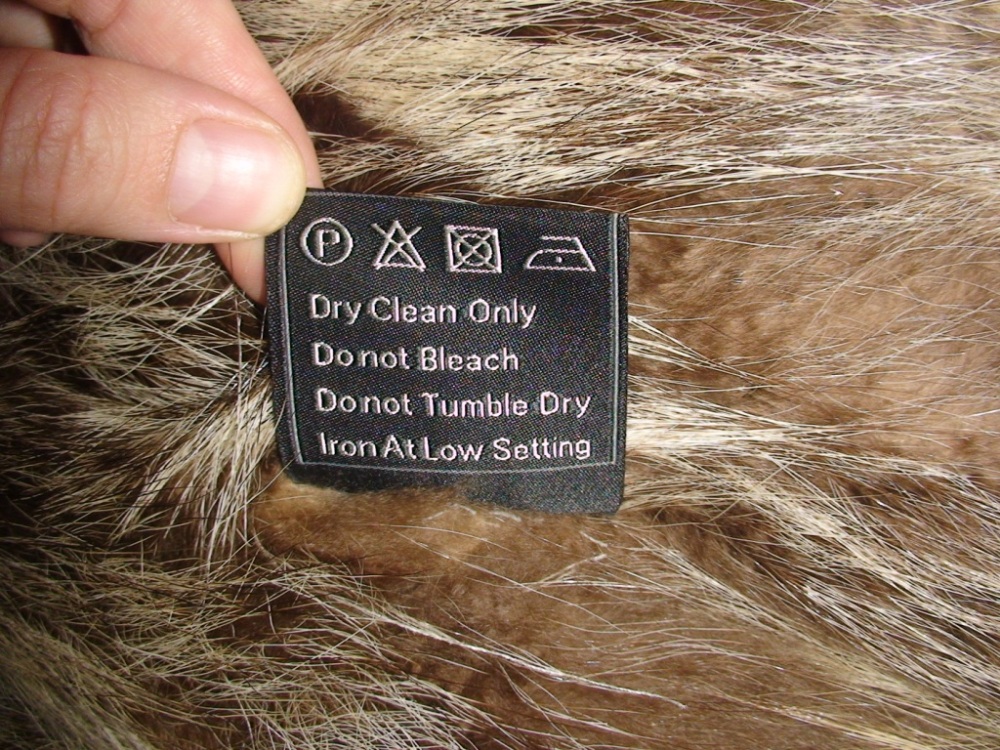 P
Dry Clean Only
Do not Bleach
Do not Tumble Dry
Iron At Low Setting